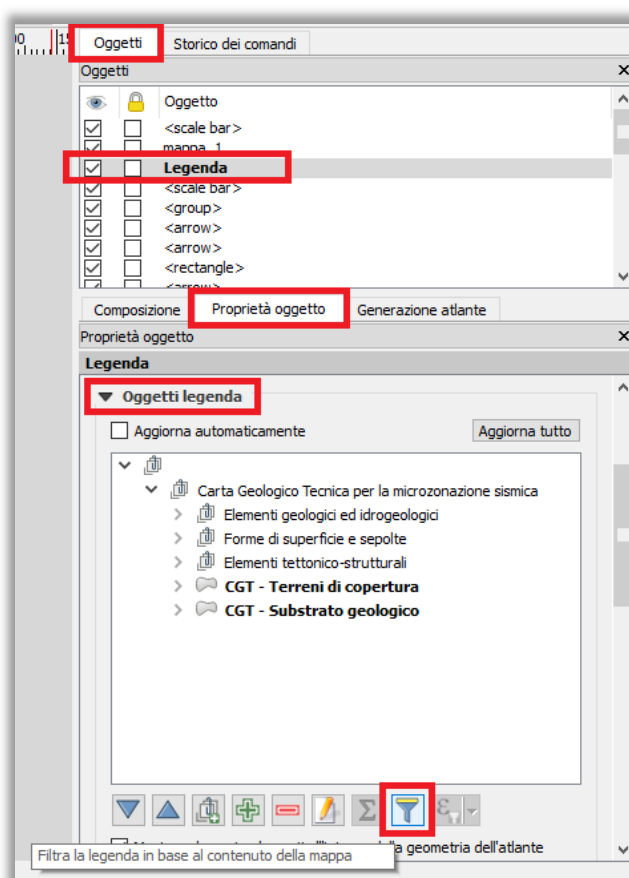 Oggetti Storico dei comandi
Oggetti
Oggetto
<scale bar>
mappa 1
Legenda
<scale bar>
<group>
<arrow>
<arrow>
<rectangle>
<arrow>
Composizione Proprietà oggetto Generazione atlante
Proprietà oggetto
Legenda
Oggetti legenda
Aggiorna automaticamente Aggiorna tutto
Carta Geologico Tecnica per la microzonazione sismica
Elementi geologici ed idrogeologici
Forme di superficie e sepolte
Elementi tettonico-strutturali
CGT - Terreni di copertura
CGT - Substrato geologico
Σ ε
geometria dell'atlante
Filtra la legenda in base al contenuto della mappa